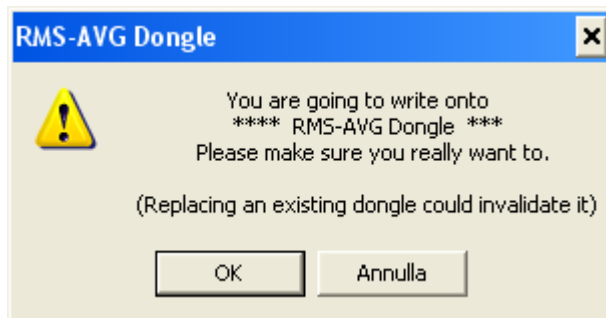 RMS-AVG Dongle
You are going to write onto
**** RMS-AVG Dongle ***
Please make sure you really want to.
(Replacing an existing dongle could invalidate it)
OK
Annulla